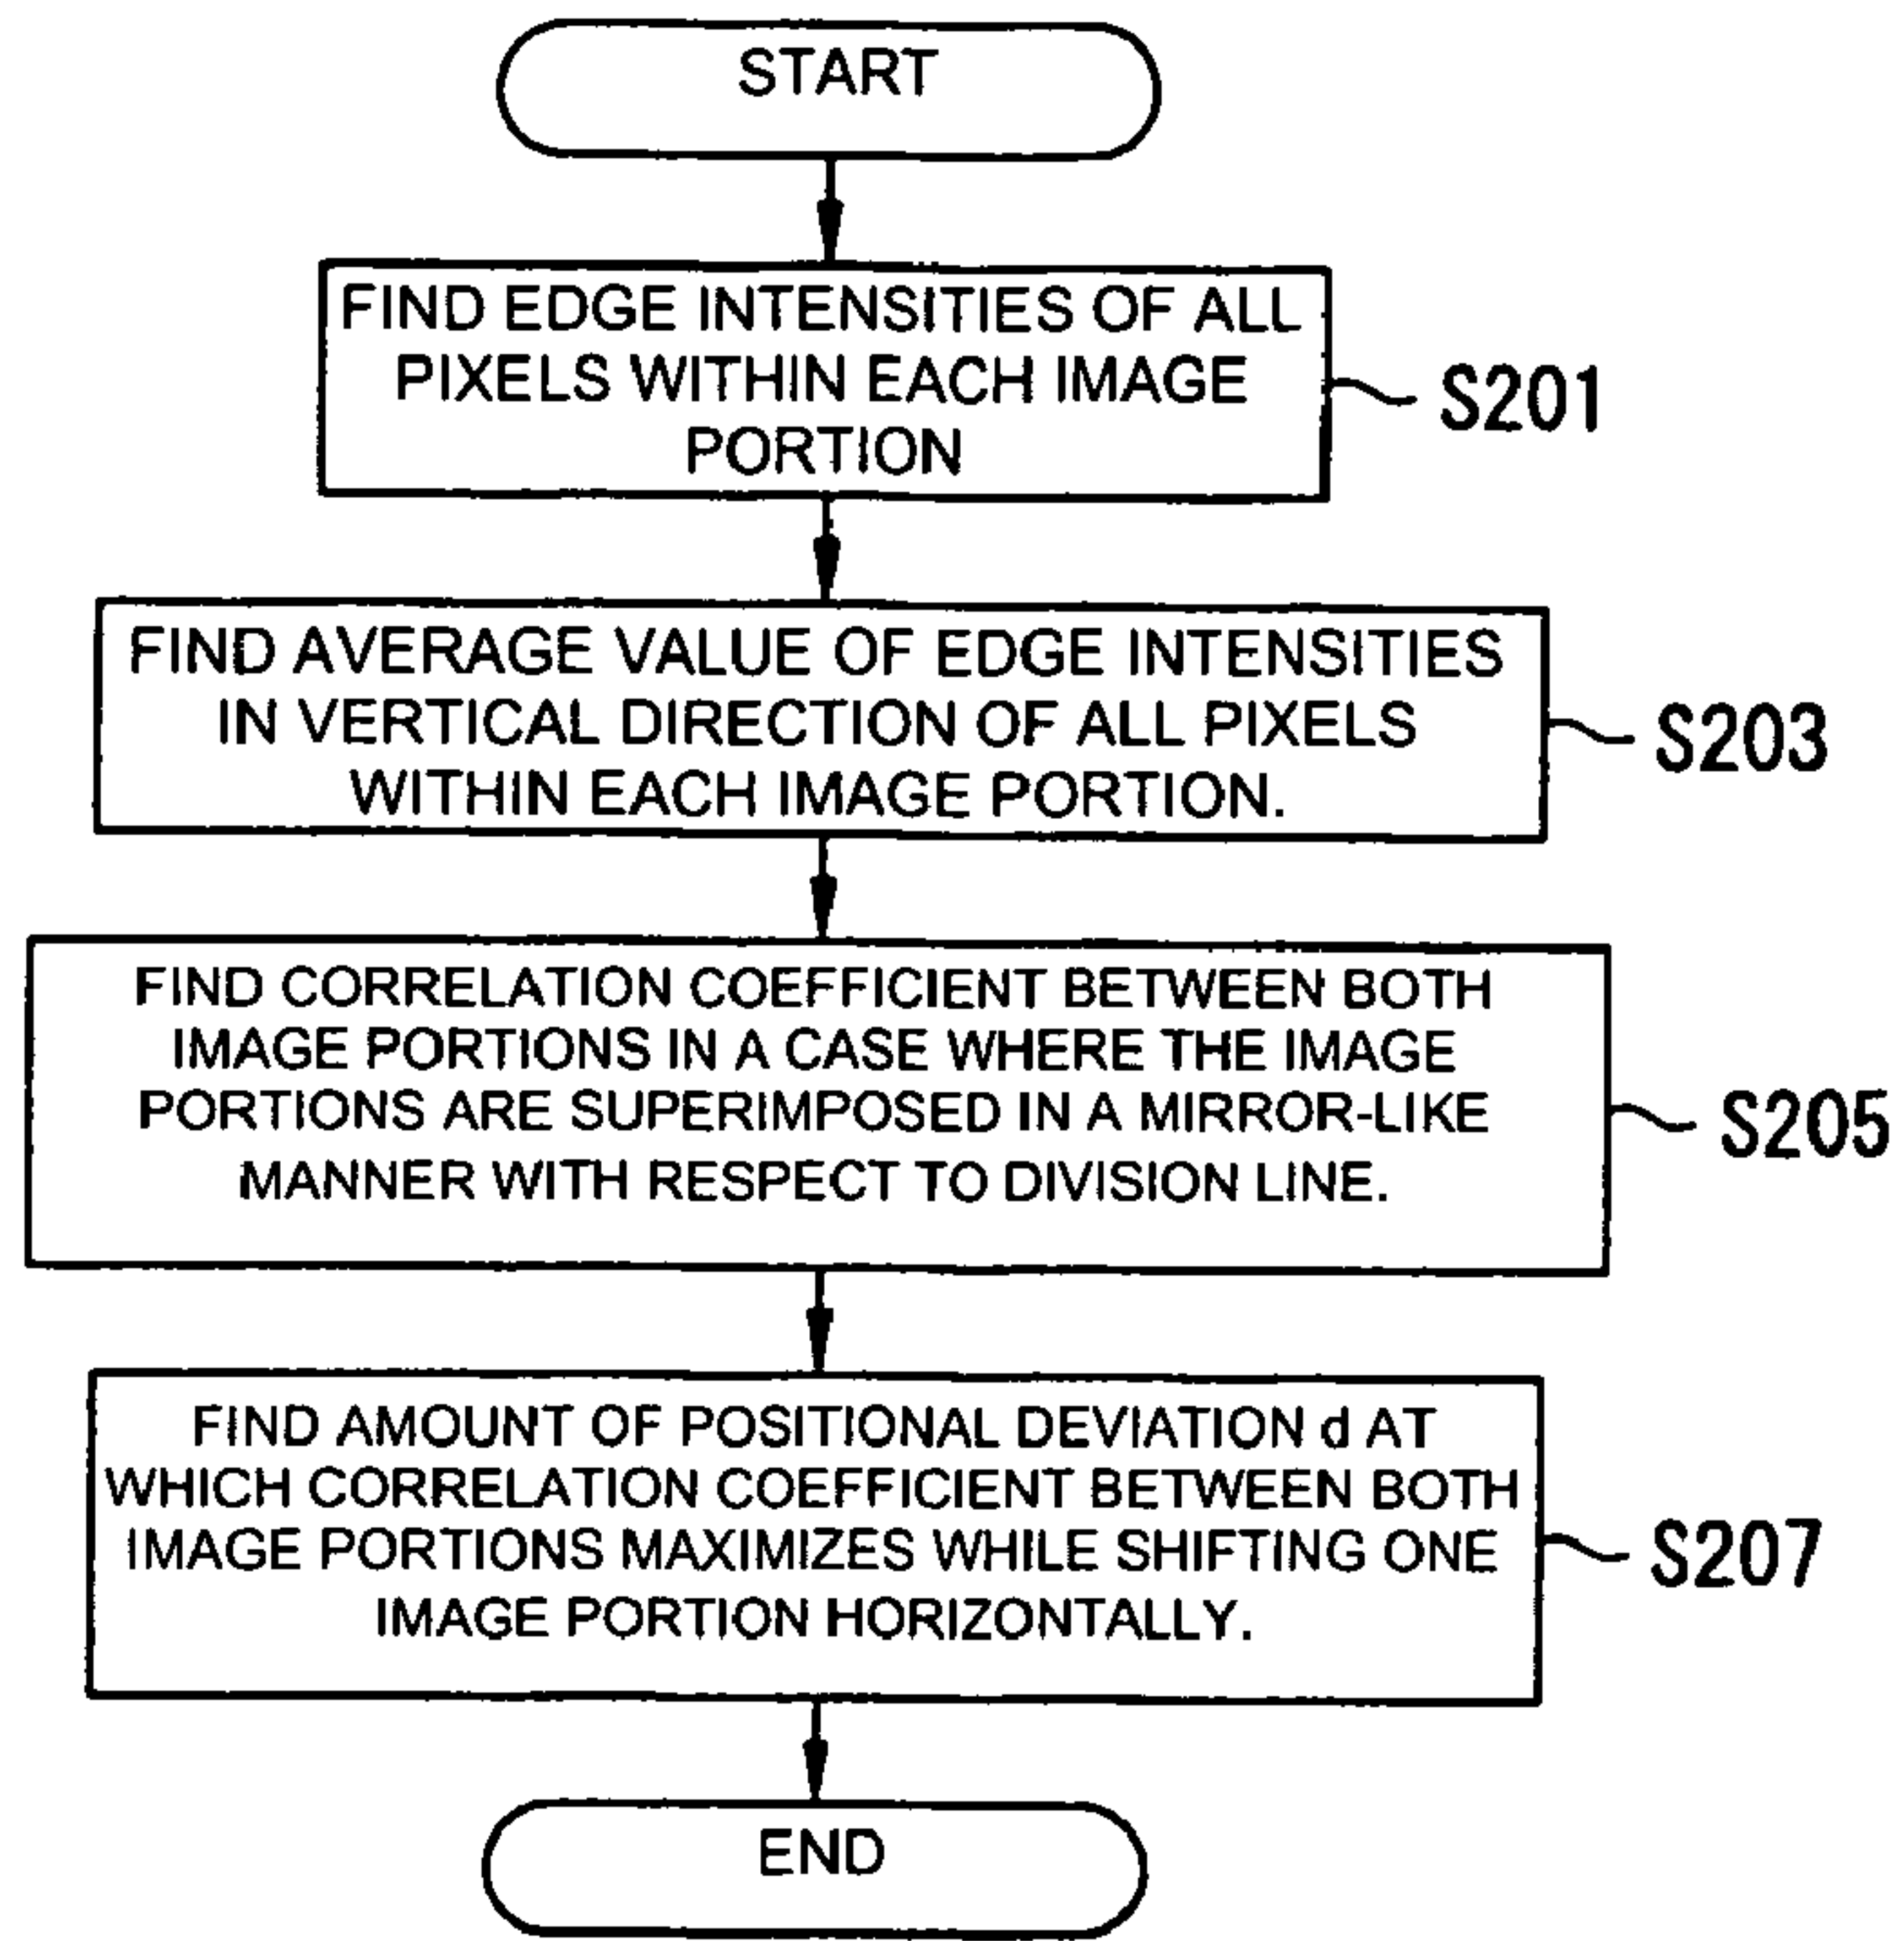 START
FIND EDGE INTENSITIES OF ALL
PIXELS WITHIN EACH IMAGE
PORTION
S201
FIND AVERAGE VALUE OF EDGE INTENSITIES
IN VERTICAL DIRECTION OF ALL PIXELS
WITHIN EACH IMAGE PORTION.
S203
FIND CORRELATION COEFFICIENT BETWEEN BOTH
IMAGE PORTIONS IN A CASE WHERE THE IMAGE
PORTIONS ARE SUPERIMPOSED IN A MIRROR-LIKE
MANNER WITH RESPECT TO DIVISION LINE.
S205
FIND AMOUNT OF POSITIONAL DEVIATION d AT
WHICH CORRELATION COEFFICIENT BETWEEN BOTH
IMAGE PORTIONS MAXIMIZES WHILE SHIFTING ONE
IMAGE PORTION HORIZONTALLY.
S207
END